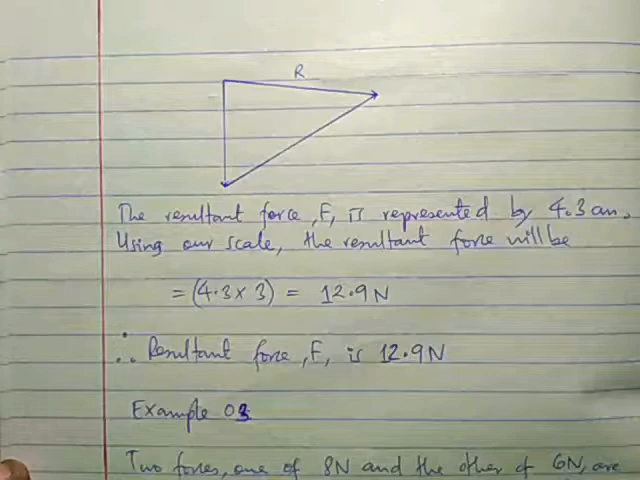 R
The resultant force, F, is represented by 4.3 cm.
Using our scale, the resultant force will be
= (4.3 × 3) = 12.9 N
∴ Resultant force, F, is 12.9 N
Example 03
Two forces, one of 8N and the other of 6N, are